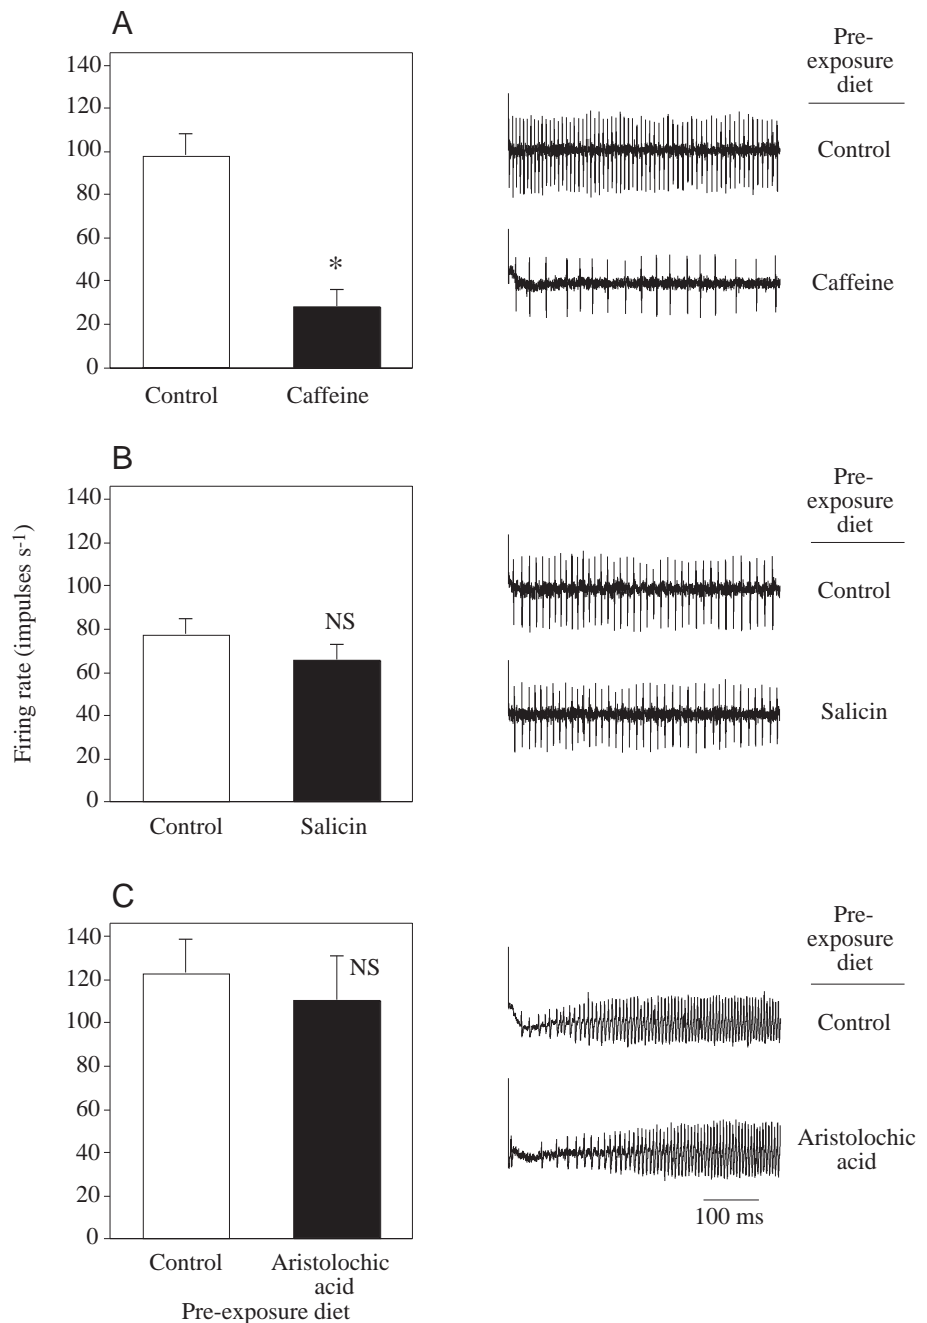 A
140
120
100
80
60
40
20
0
*
Control
Caffeine
Pre-
exposure
diet
Control
Caffeine
B
Firing rate (impulses s-1)
140
120
100
80
60
40
20
0
NS
Control
Salicin
Pre-
exposure
diet
Control
Salicin
C
140
120
100
80
60
40
20
0
NS
Control
Aristolochic
acid
Pre-exposure diet
Pre-
exposure
diet
Control
Aristolochic
acid
100 ms